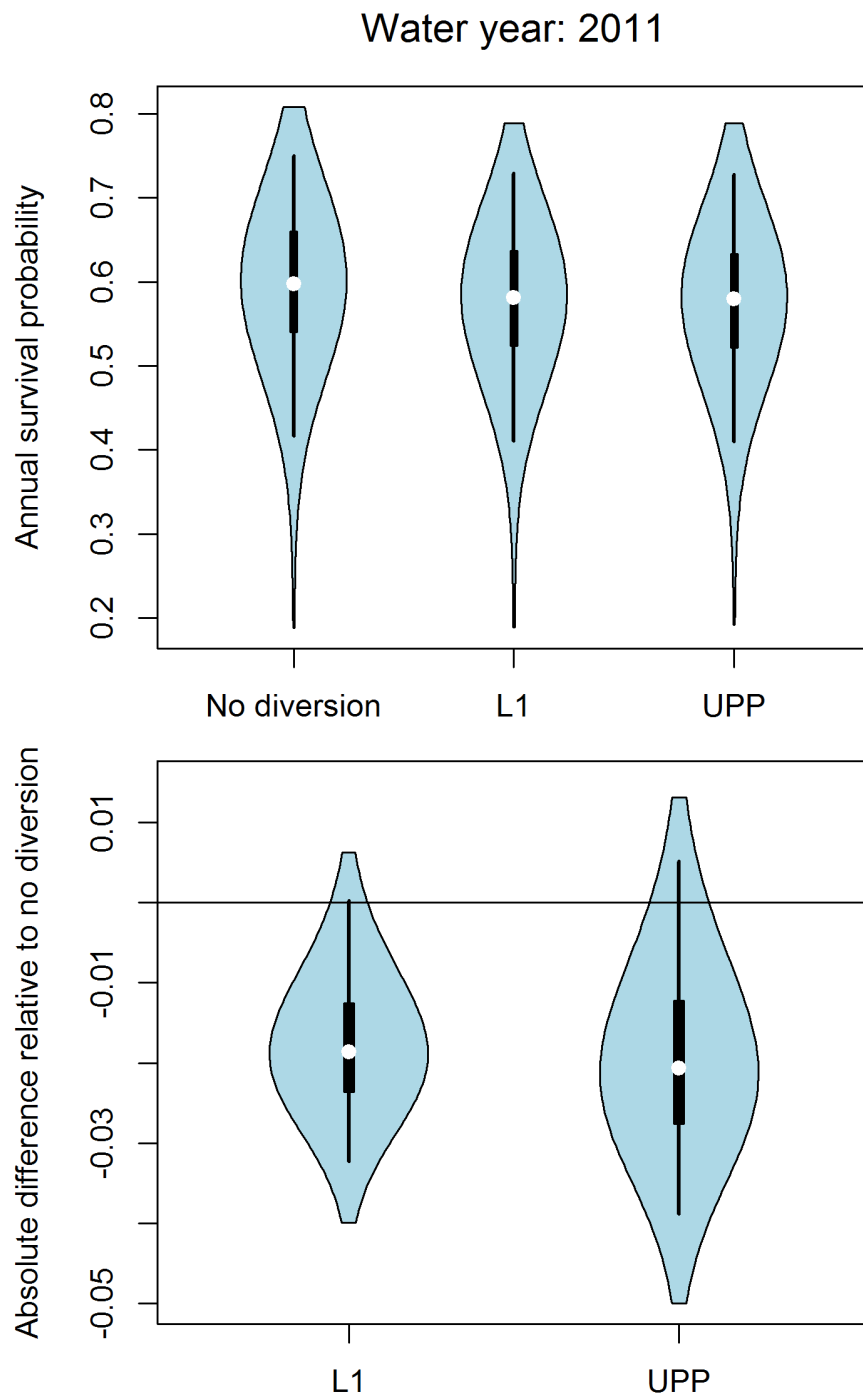 Water year: 2011
Annual survival probability
0.8
0.7
0.6
0.5
0.4
0.3
0.2
No diversion
L1
UPP
Absolute difference relative to no diversion
0.01
-0.01
-0.03
-0.05
L1
UPP